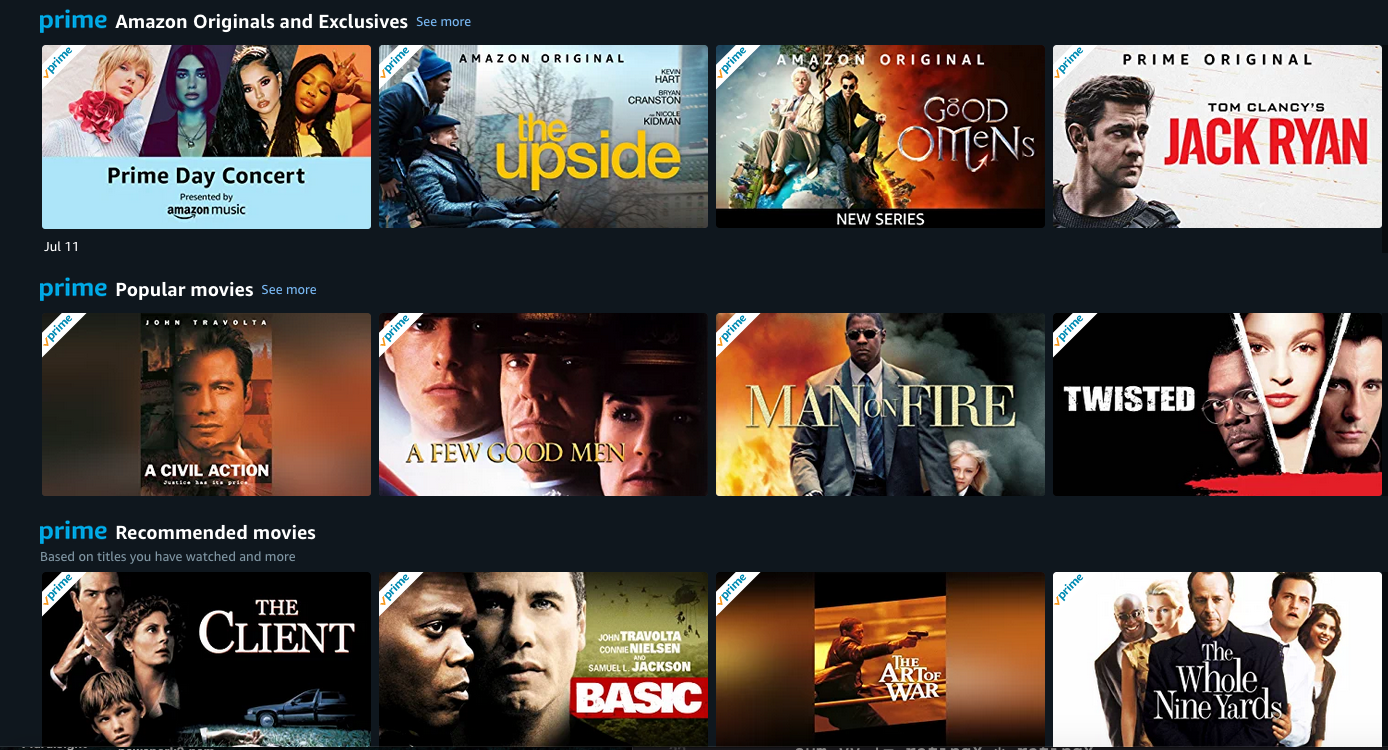 prime Amazon Originals and Exclusives See more
prime
Prime Day Concert
Presented by
amazon music
Jul 11
prime
AMAZON ORIGINAL
KEVIN
HART
BRYAN
CRANSTON
AND NICOLE
KIDMAN
the
upside
prime
AMAZON ORIGINAL
GOOD
OMENS
NEW SERIES
prime
PRIME ORIGINAL
TOM CLANCY'S
JACK RYAN
prime Popular movies See more
prime
JOHN TRAVOLTA
A CIVIL ACTION
Justice has its price
prime
A FEW GOOD MEN
prime
MAN ON FIRE
prime
TWISTED
prime Recommended movies
Based on titles you have watched and more
prime
THE
CLIENT
prime
JOHN TRAVOLTA
CONNIE NIELSEN
AND
SAMUEL L. JACKSON
BASIC
prime
THE
ART OF
WAR
prime
The
Whole
Nine Yards